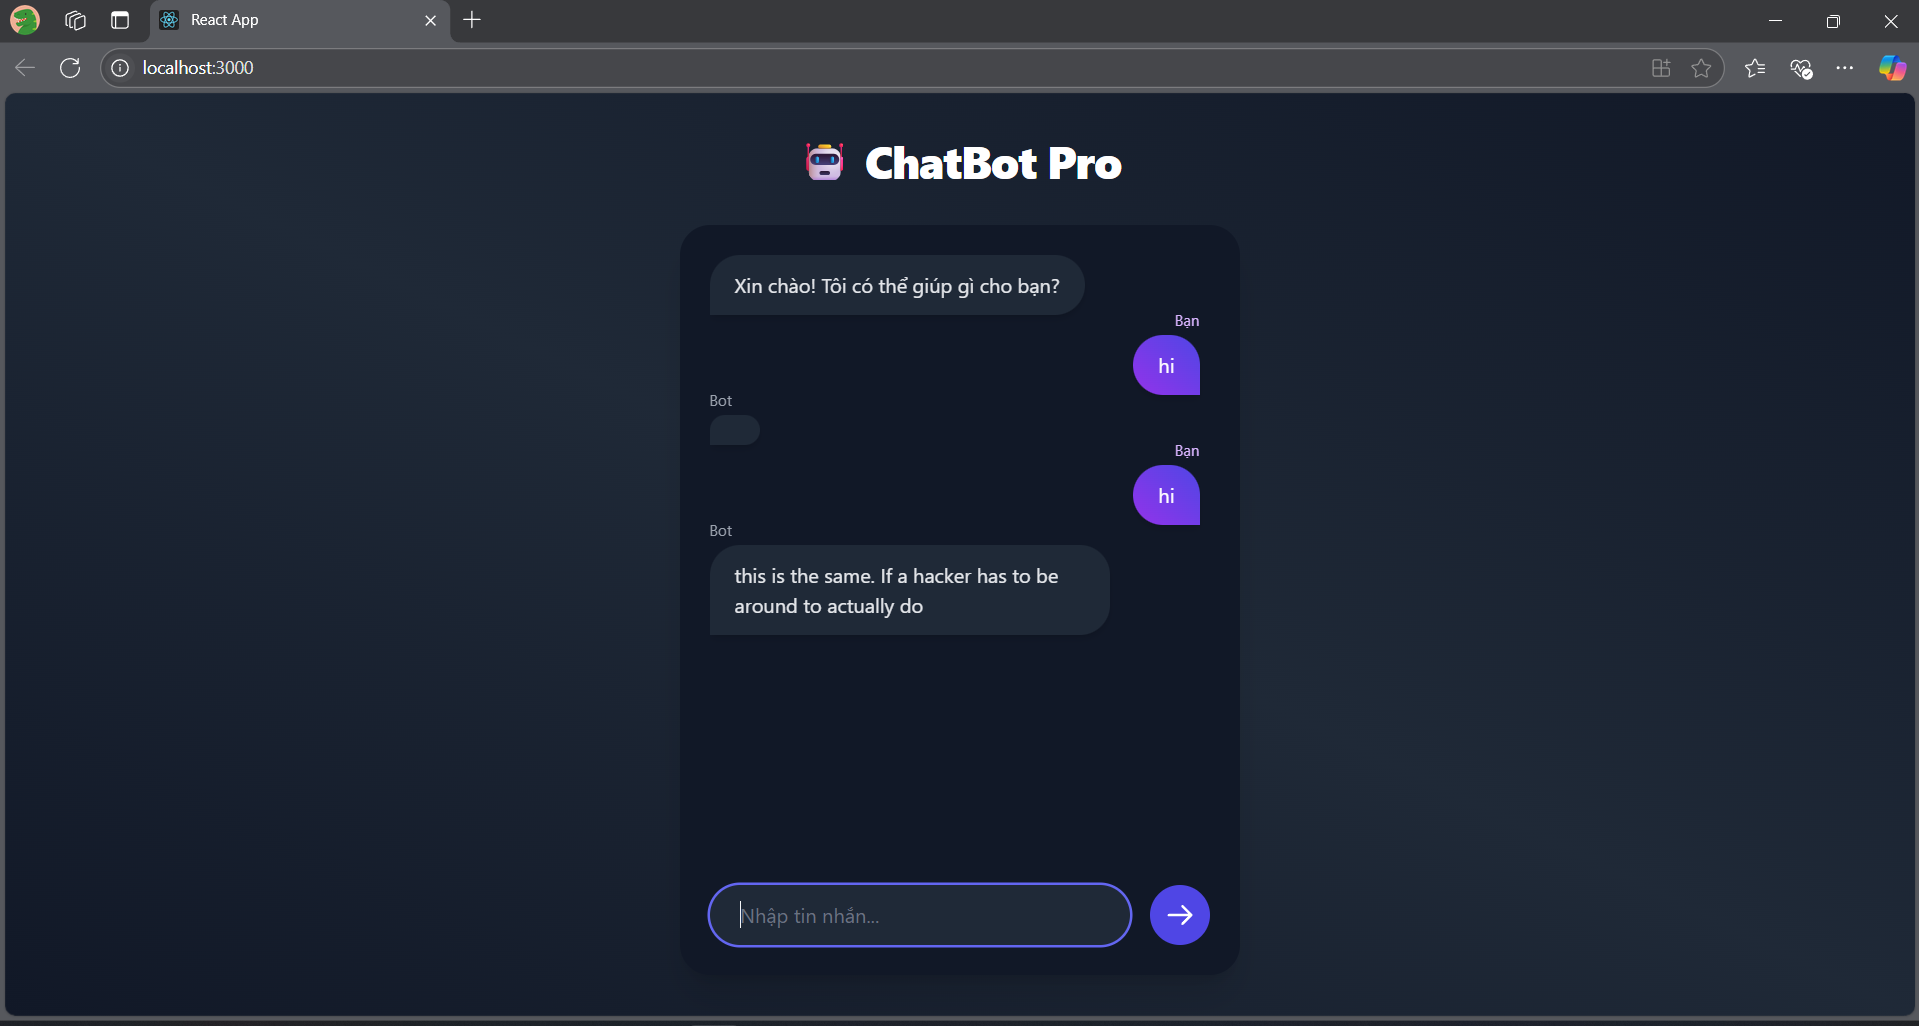 React App
localhost:3000
ChatBot Pro
Xin chào! Tôi có thể giúp gì cho bạn?
Bạn
hi
Bot
Bạn
hi
Bot
this is the same. If a hacker has to be
around to actually do
Nhập tin nhắn...